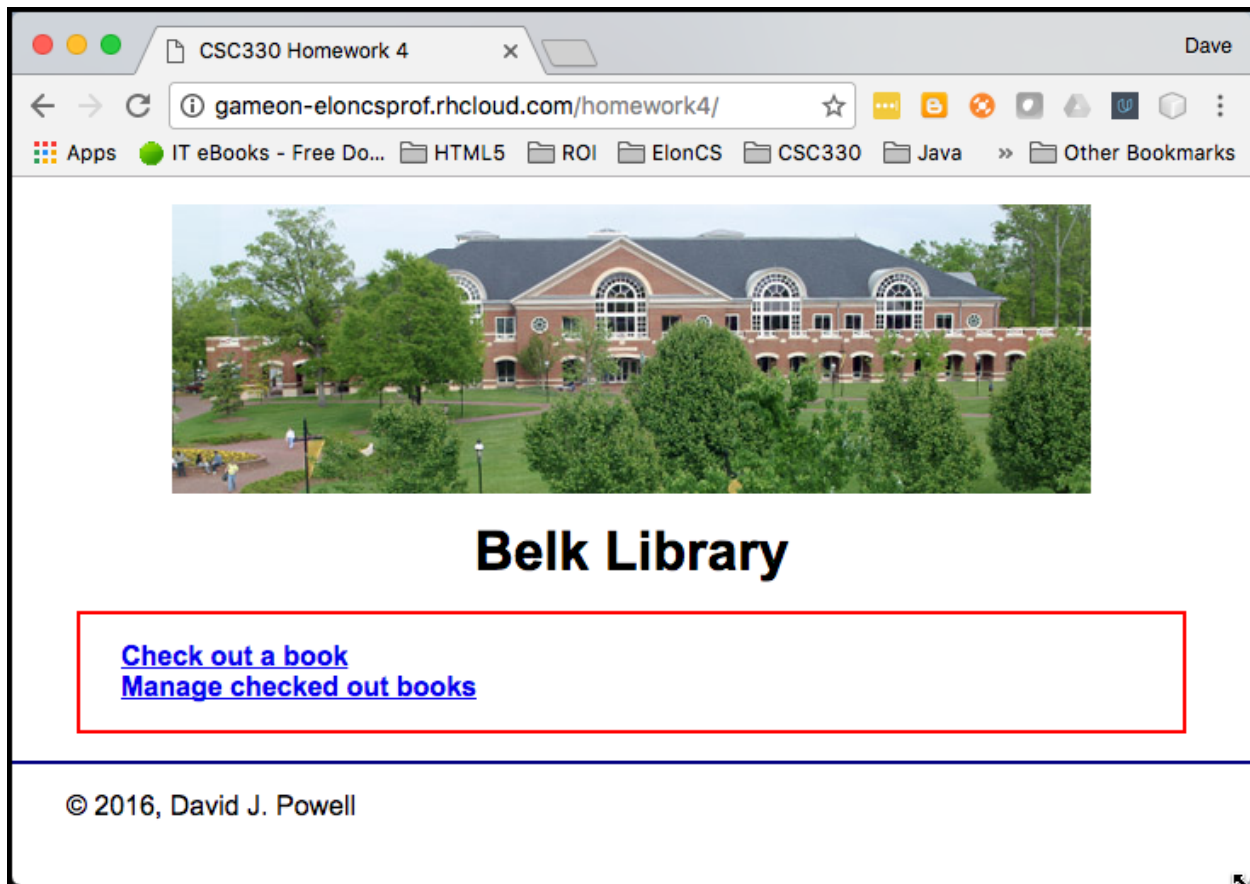 CSC330 Homework 4
Dave
gameon-eloncsprof.rhcloud.com/homework4/
Apps IT eBooks - Free Do... HTML5 ROI ElonCS CSC330 Java » Other Bookmarks
Belk Library
Check out a book
Manage checked out books
© 2016, David J. Powell